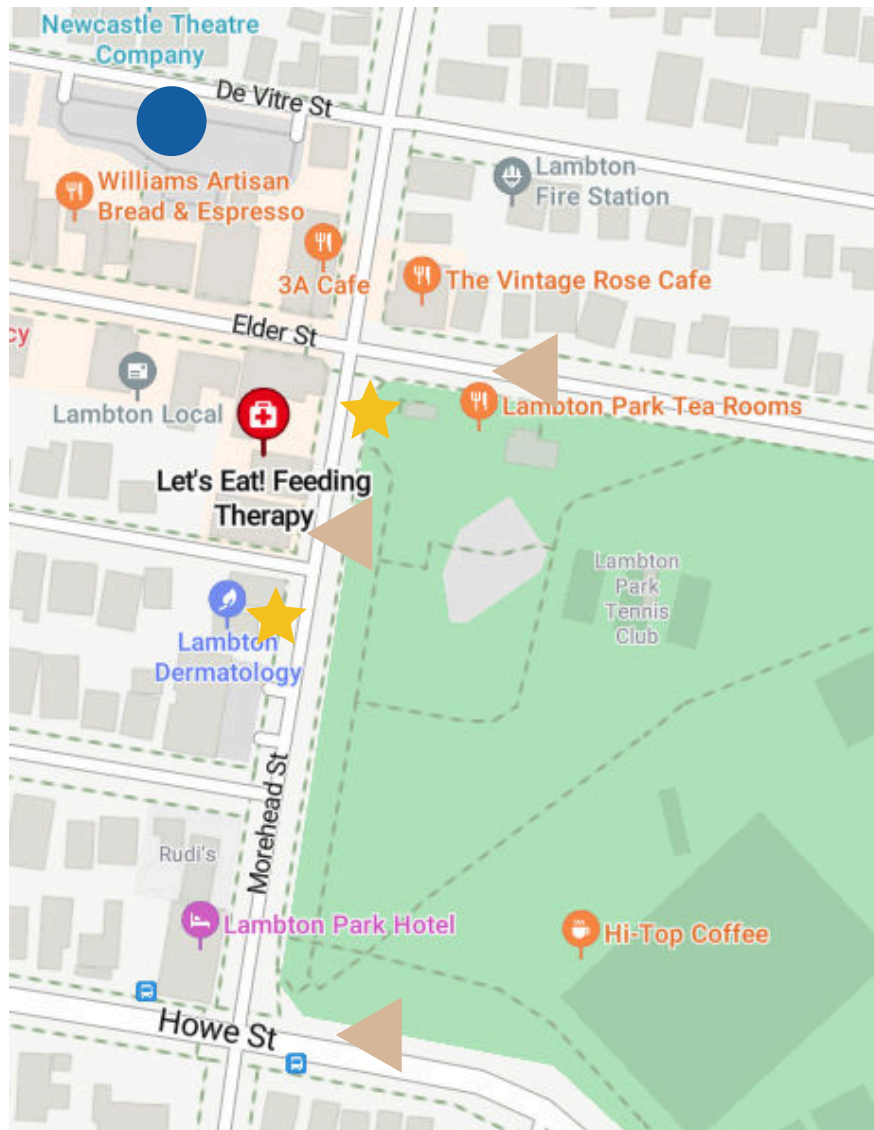 Newcastle Theatre
Company
De Vitre St
Lambton
Fire Station
Williams Artisan
Bread & Espresso
3A Cafe
The Vintage Rose Cafe
Elder St
cy
Lambton Local
Lambton Park Tea Rooms
Let's Eat! Feeding
Therapy
Lambton
Park
Tennis
Club
Lambton
Dermatology
Morehead St
Rudi's
Lambton Park Hotel
Hi-Top Coffee
Howe St